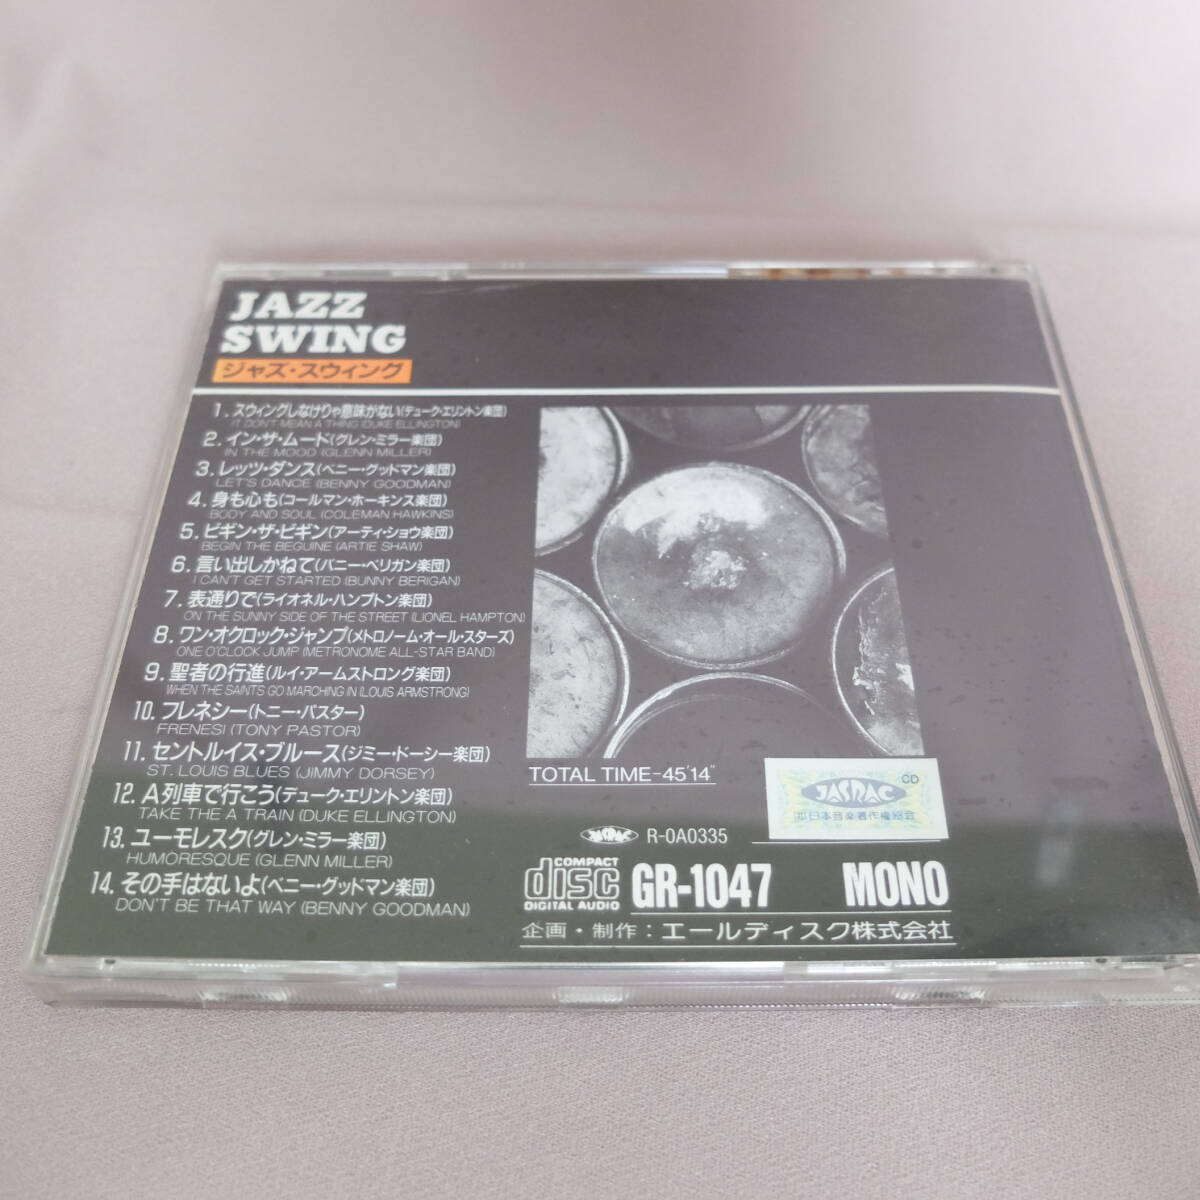 JAZZ
SWING
ジャズ・スウィング
1. スウィングしなけりゃ意味がない(デューク・エリントン楽団)
IT DON'T MEAN A THING (DUKE ELLINGTON)
2. イン・ザ・ムード(グレン・ミラー楽団)
IN THE MOOD (GLENN MILLER)
3. レッツ・ダンス(ベニー・グッドマン楽団)
LET'S DANCE (BENNY GOODMAN)
4. 身も心も(コールマン・ホーキンス楽団)
BODY AND SOUL (COLEMAN HAWKINS)
5. ビギン・ザ・ビギン(アーティ・ショウ楽団)
BEGIN THE BEGUINE (ARTIE SHAW)
6. 言い出しかねて(バニー・ベリガン楽団)
I CAN'T GET STARTED (BUNNY BERIGAN)
7. 表通りで(ライオネル・ハンプトン楽団)
ON THE SUNNY SIDE OF THE STREET (LIONEL HAMPTON)
8. ワン・オクロック・ジャンプ(メトロノーム・オール・スターズ)
ONE O'CLOCK JUMP (METRONOME ALL-STAR BAND)
9. 聖者の行進(ルイ・アームストロング楽団)
WHEN THE SAINTS GO MARCHING IN (LOUIS ARMSTRONG)
10. フレネシー(トニー・パスター)
FRENESI (TONY PASTOR)
11. セントルイス・ブルース(ジミー・ドーシー楽団)
ST. LOUIS BLUES (JIMMY DORSEY)
12. A列車で行こう(デューク・エリントン楽団)
TAKE THE A TRAIN (DUKE ELLINGTON)
13. ユーモレスク(グレン・ミラー楽団)
HUMORESQUE (GLENN MILLER)
14. その手はないよ(ベニー・グッドマン楽団)
DON'T BE THAT WAY (BENNY GOODMAN)
TOTAL TIME-45'14"
JASRAC CD
(社)日本音楽著作権協会
JASRAC R-0A0335
COMPACT
disc
DIGITAL AUDIO
GR-1047 MONO
企画・制作：エールディスク株式会社